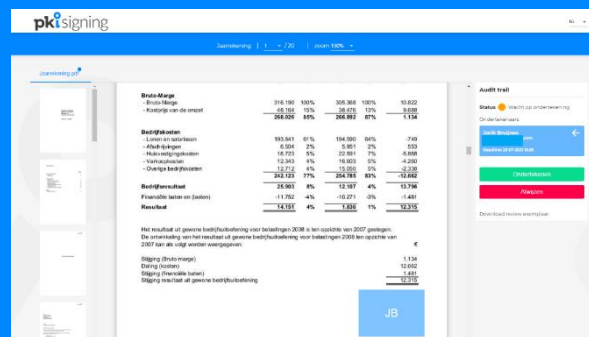 pkisigning
NL
Jaarrekening | 1 / 20 | zoom 100%
Jaarrekening.pdf
Bruto-Marge
- Bruto-Marge 316.190 100% 305.368 100% 10.822
- Kostprijs van de omzet 15% 38.476 13% 9.688
268.026 85% 266.892 87% 1.134
Bedrijfskosten
- Lonen en salarissen 61% 64% -749
- Afschrijvingen 6.504 2% 5.951 2% 553
- Huisvestingskosten 16.723 5% 22.591 7% -5.868
- Verkoopkosten 12.343 4% 16.603 5% -4.260
- Overige bedrijfskosten 12.712 4% 15.050 5% -2.338
242.123 77% 254.785 83% -12.662
Bedrijfsresultaat 25.903 8% 12.107 4% 13.796
Financiële baten en (lasten) -11.752 -4% -10.271 -3% -1.481
Resultaat 14.151 4% 1.836 1% 12.315
Het resultaat uit gewone bedrijfsuitoefening voor belastingen 2008 is ten opzichte van 2007 gestegen.
De ontwikkeling van het resultaat uit gewone bedrijfsuitoefening voor belastingen 2008 ten opzichte van
2007 kan als volgt worden weergegeven: €
Stijging (Bruto marge) 1.134
Daling (kosten) 12.662
Stijging (financiële baten) 1.481
Stijging resultaat uit gewone bedrijfsuitoefening 12.315
JB
Audit trail
Status: Wacht op ondertekening
Ondertekenaars
Ondertekenen
Afwijzen
Download review exemplaar